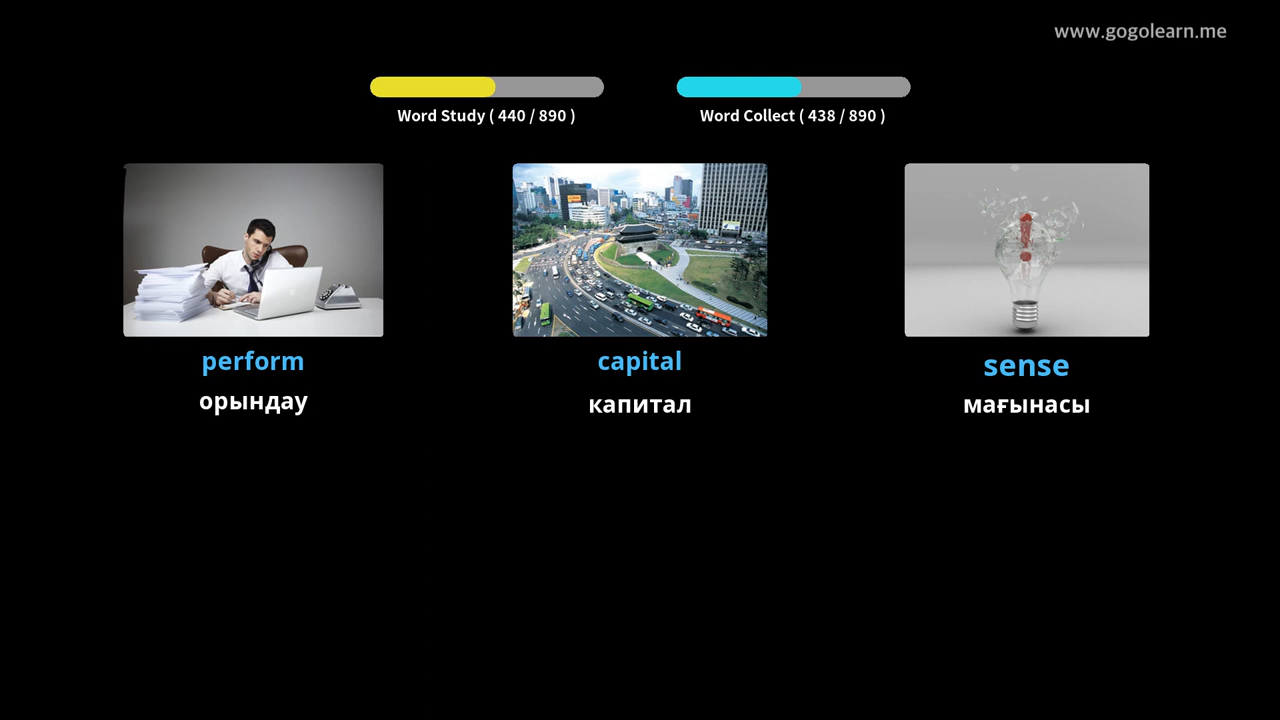 www.gogolearn.me
Word Study ( 440 / 890 )
Word Collect ( 438 / 890 )
perform
capital
sense
орындау
капитал
мағынасы